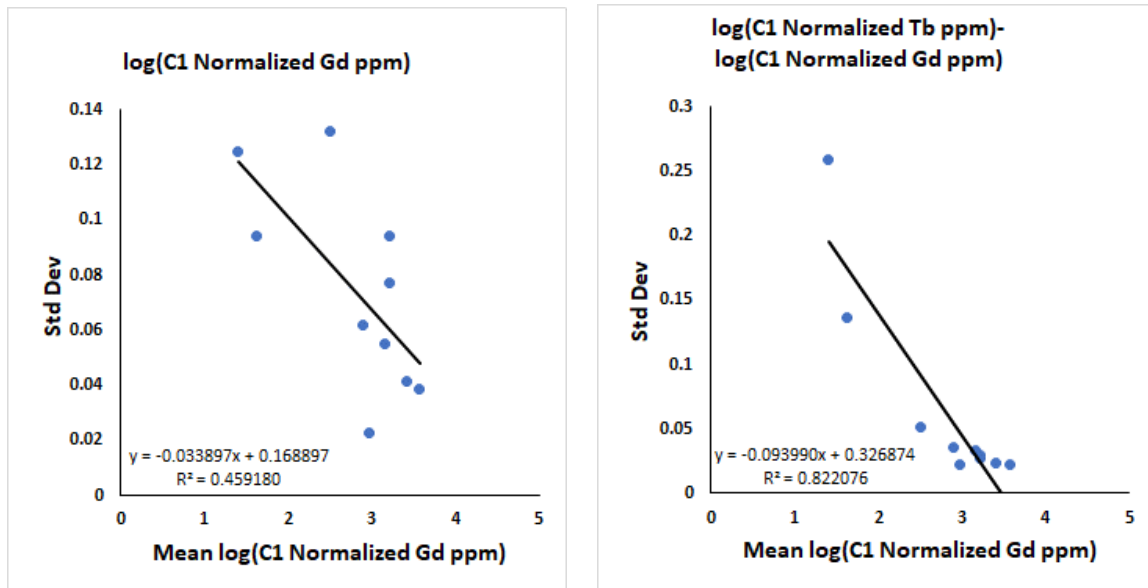 log(C1 Normalized Gd ppm)
0.14
0.12
0.1
0.08
0.06
0.04
0.02
0
Std Dev
y = -0.033897x + 0.168897
R² = 0.459180
0 1 2 3 4 5
Mean log(C1 Normalized Gd ppm)
log(C1 Normalized Tb ppm)-
log(C1 Normalized Gd ppm)
0.3
0.25
0.2
0.15
0.1
0.05
0
Std Dev
y = -0.093990x + 0.326874
R² = 0.822076
0 1 2 3 4 5
Mean log(C1 Normalized Gd ppm)